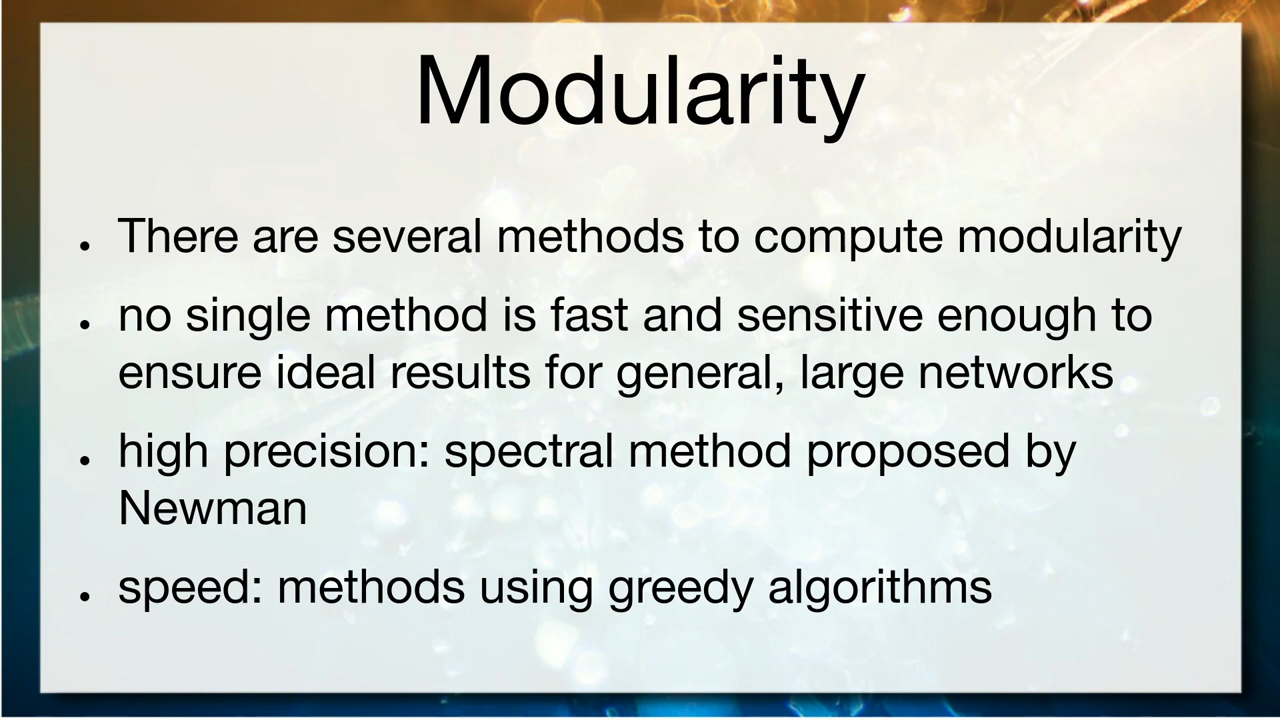 Modularity
• There are several methods to compute modularity
• no single method is fast and sensitive enough to
ensure ideal results for general, large networks
• high precision: spectral method proposed by
Newman
• speed: methods using greedy algorithms